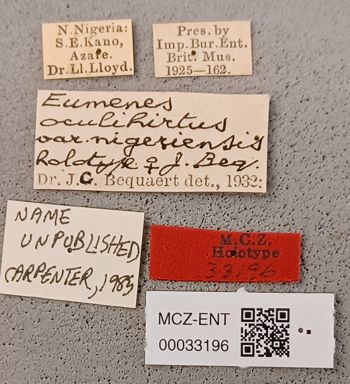 N. Nigeria:
S.E. Kano,
Azare.
Dr. Ll. Lloyd.
Pres. by
Imp. Bur. Ent.
Brit. Mus.
1925—162.
Eumenes
oculihirtus
var. nigeriensis
holotype ♀ J. Beq.
Dr. J.C. Bequaert det., 1932.
NAME
UNPUBLISHED
CARPENTER, 1985
M.C.Z.
Holotype
33196
MCZ-ENT
00033196